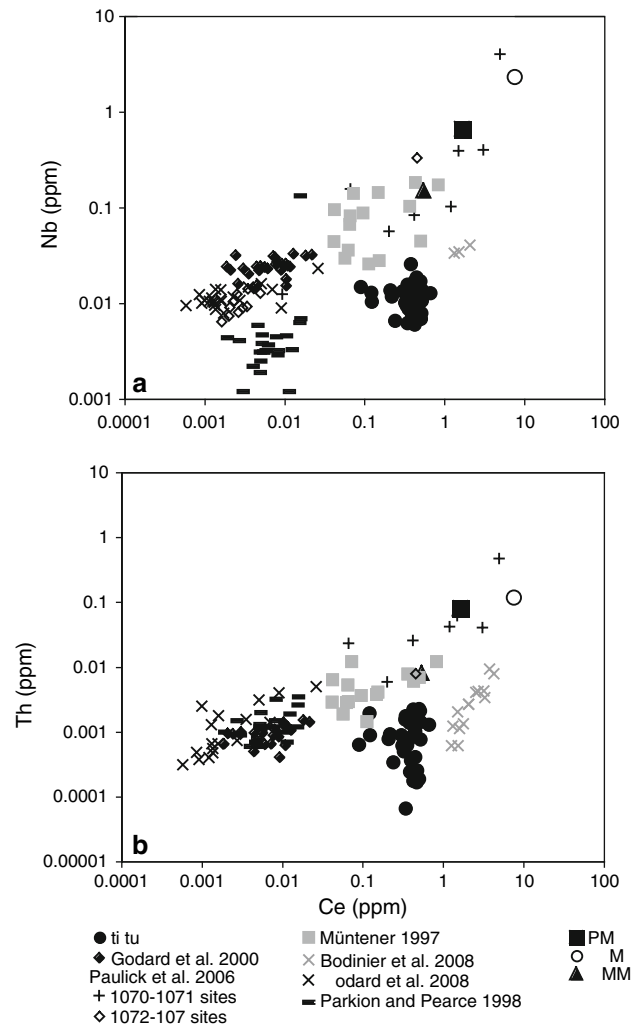 10
1
0.1
0.01
0.001
Nb (ppm)
a
0.0001 0.001 0.01 0.1 1 10 100
10
1
0.1
0.01
0.001
0.0001
0.00001
Th (ppm)
b
0.0001 0.001 0.01 0.1 1 10 100
Ce (ppm)
ti tu
Godard et al. 2000
Paulick et al. 2006
1070-1071 sites
1072-107 sites
Müntener 1997
Bodinier et al. 2008
odard et al. 2008
Parkion and Pearce 1998
PM
M
MM